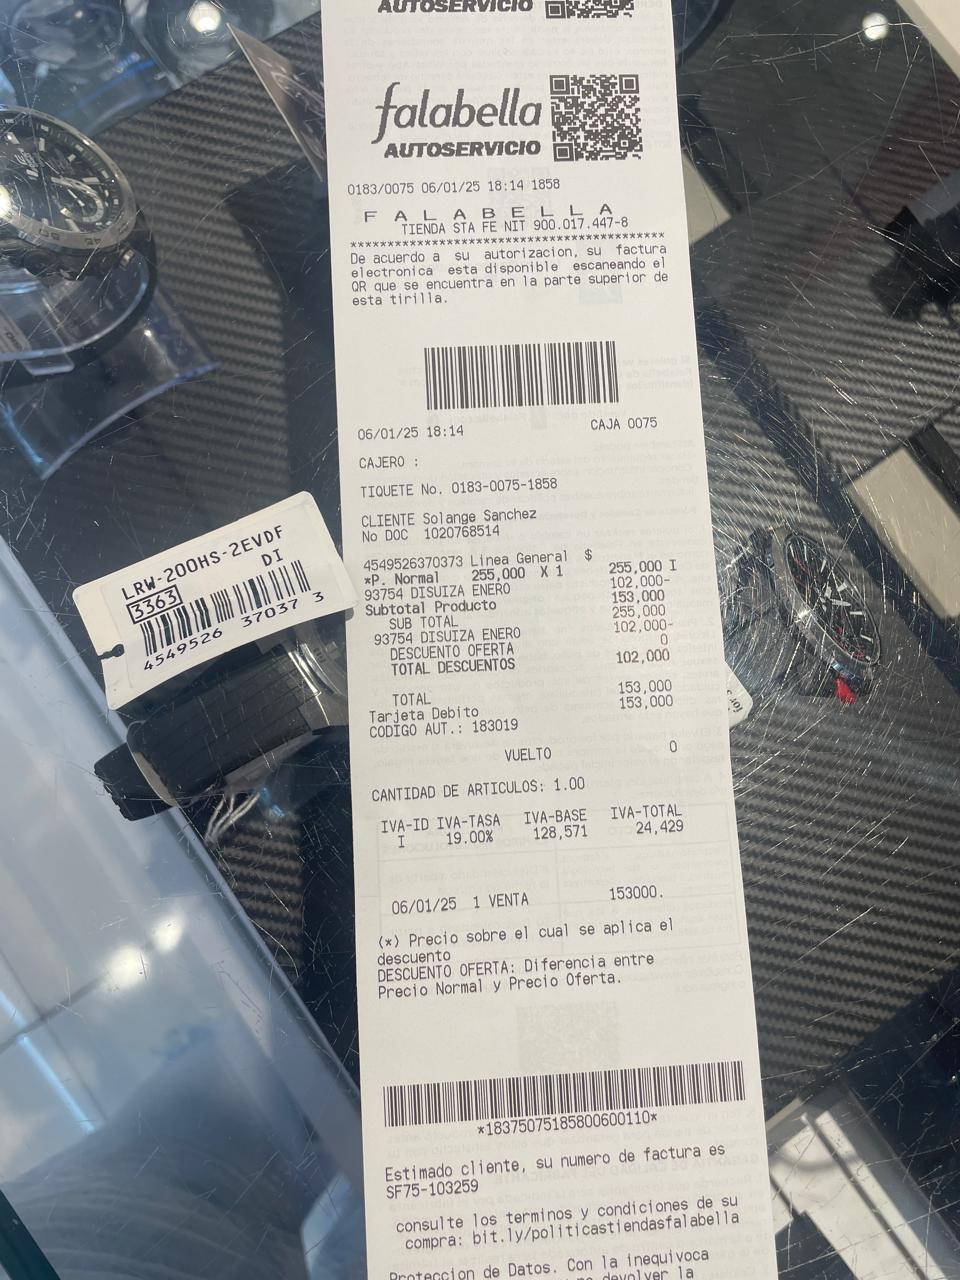 AUTOSERVICIO
falabella
AUTOSERVICIO
0183/0075 06/01/25 18:14 1858
F A L A B E L L A
TIENDA STA FE NIT 900.017.447-8
****************************************
De acuerdo a su autorizacion, su factura
electronica esta disponible escaneando el
QR que se encuentra en la parte superior de
esta tirilla.
06/01/25 18:14 CAJA 0075
CAJERO :
TIQUETE No. 0183-0075-1858
CLIENTE Solange Sanchez
No DOC 1020768514
4549526370373 Linea General $
*P. Normal 255,000 X 1 255,000 I
93754 DISUIZA ENERO 102,000-
Subtotal Producto 153,000
SUB TOTAL 255,000
93754 DISUIZA ENERO 102,000-
DESCUENTO OFERTA 0
TOTAL DESCUENTOS 102,000
TOTAL 153,000
Tarjeta Debito 153,000
CODIGO AUT.: 183019
VUELTO 0
CANTIDAD DE ARTICULOS: 1.00
IVA-ID IVA-TASA IVA-BASE IVA-TOTAL
I 19.00% 128,571 24,429
06/01/25 1 VENTA 153000.
(*) Precio sobre el cual se aplica el
descuento
DESCUENTO OFERTA: Diferencia entre
Precio Normal y Precio Oferta.
*18375075185800600110*
Estimado cliente, su numero de factura es
SF75-103259
consulte los terminos y condiciones de su
compra: bit.ly/politicastiendasfalabella
Proteccion de Datos. Con la inequivoca
devolver la
LRW-200HS-2EVDF
DI
3363
4549526 37037 3